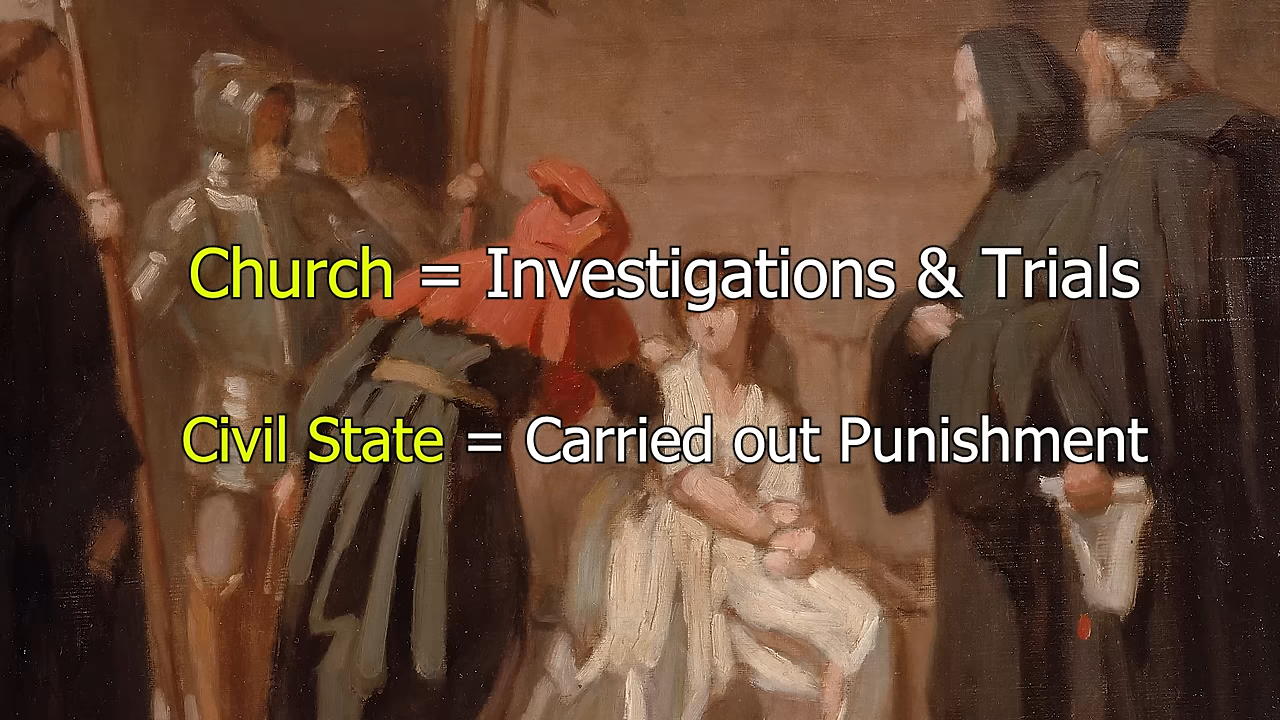 Church = Investigations & Trials
Civil State = Carried out Punishment